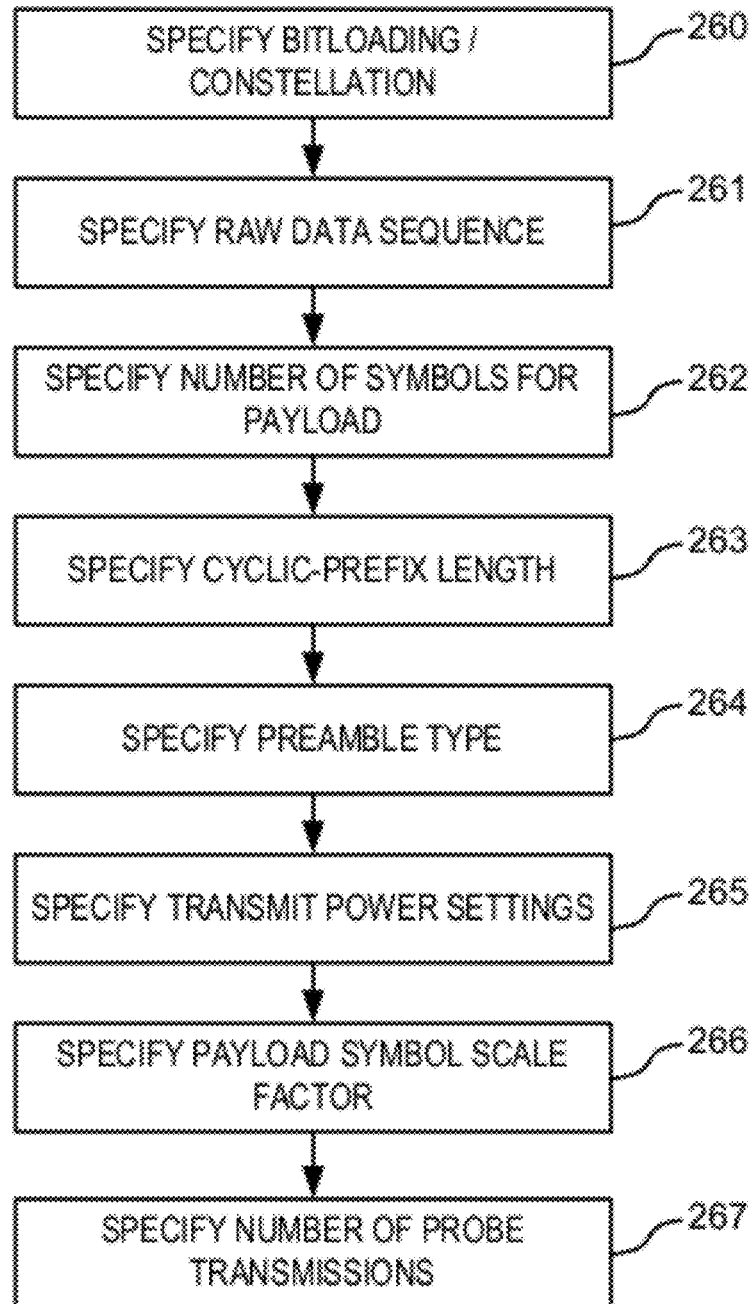 SPECIFY BITLOADING /
CONSTELLATION
260
SPECIFY RAW DATA SEQUENCE
261
SPECIFY NUMBER OF SYMBOLS FOR
PAYLOAD
262
SPECIFY CYCLIC-PREFIX LENGTH
263
SPECIFY PREAMBLE TYPE
264
SPECIFY TRANSMIT POWER SETTINGS
265
SPECIFY PAYLOAD SYMBOL SCALE
FACTOR
266
SPECIFY NUMBER OF PROBE
TRANSMISSIONS
267